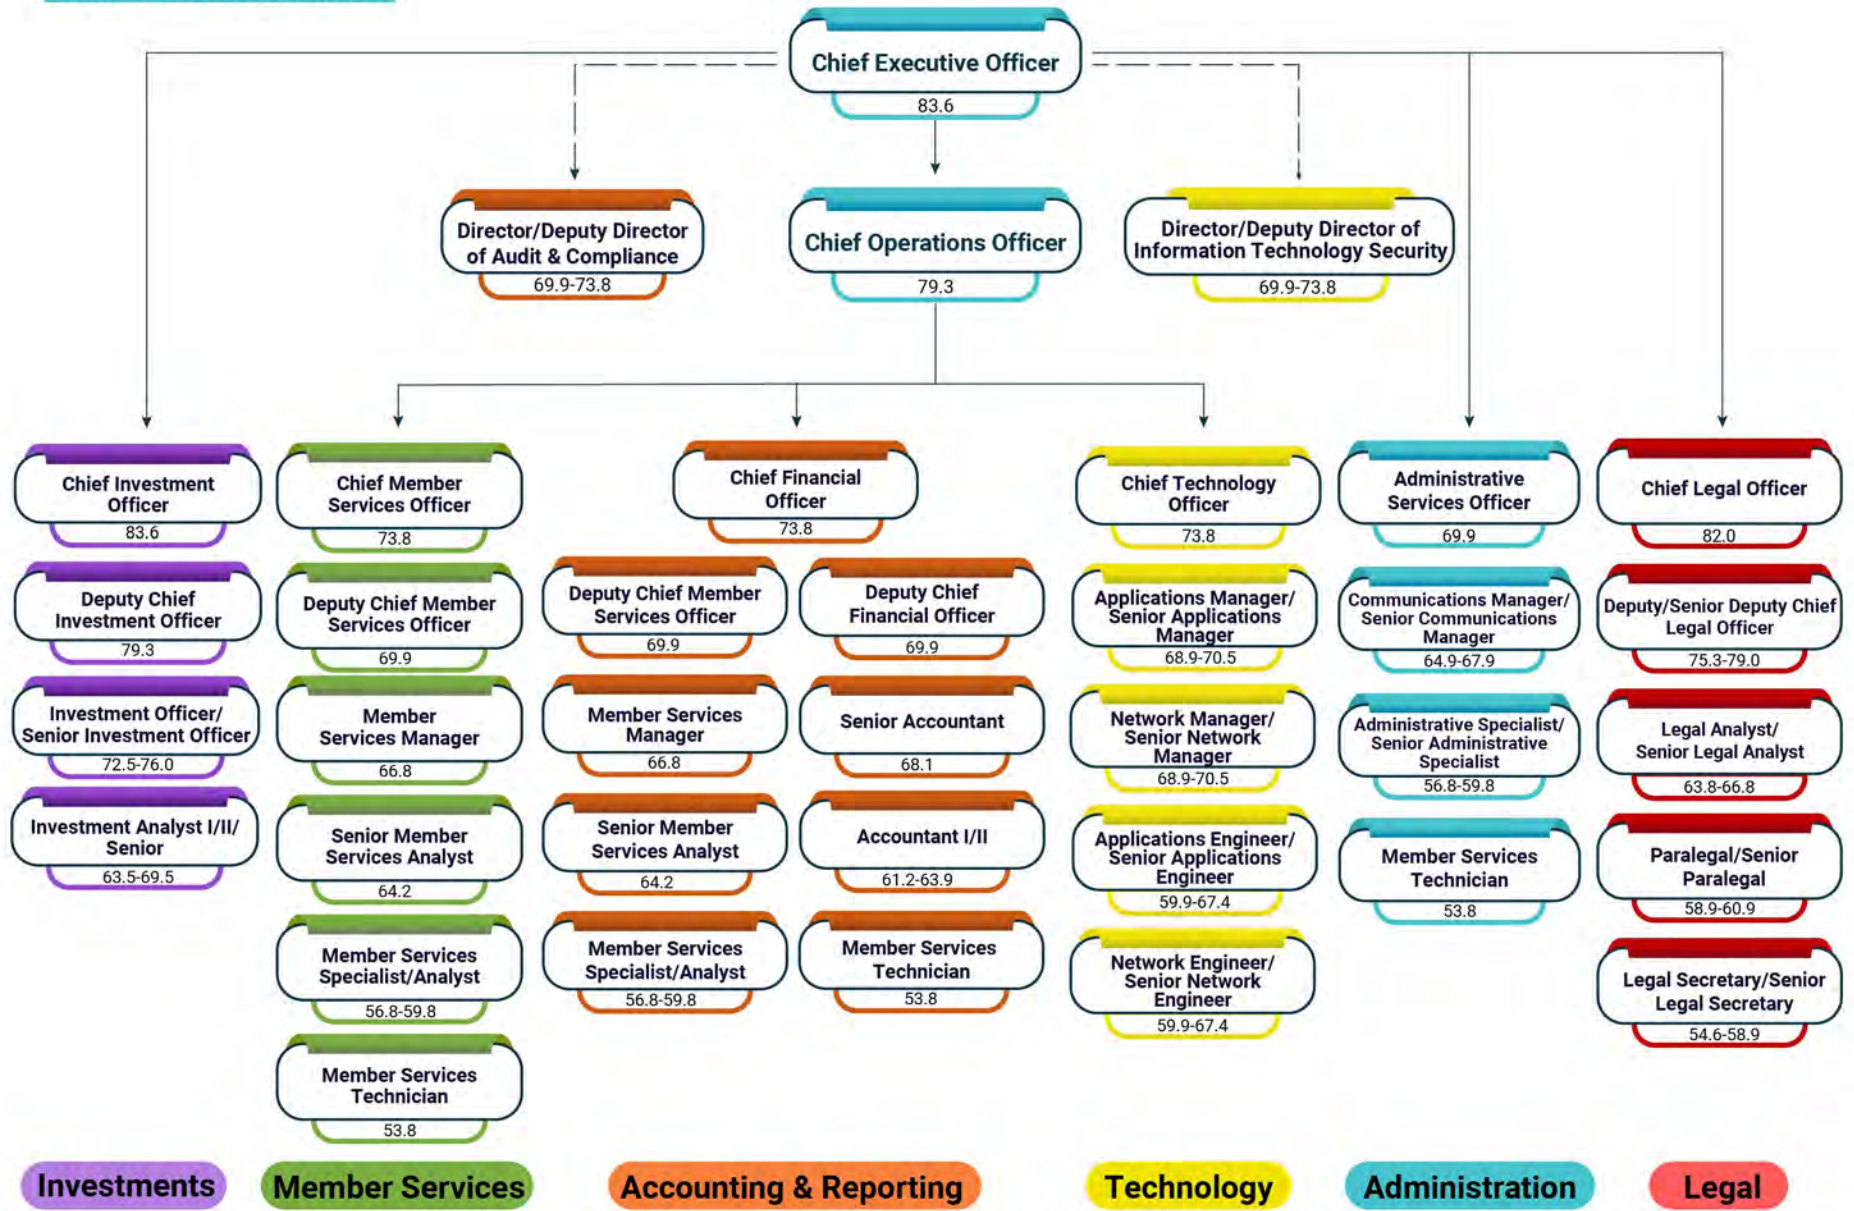 Chief Executive Officer
83.6
Director/Deputy Director
of Audit & Compliance
69.9-73.8
Chief Operations Officer
79.3
Director/Deputy Director of
Information Technology Security
69.9-73.8
Chief Investment
Officer
83.6
Deputy Chief
Investment Officer
79.3
Investment Officer/
Senior Investment Officer
72.5-76.0
Investment Analyst I/II/
Senior
63.5-69.5
Chief Member
Services Officer
73.8
Deputy Chief Member
Services Officer
69.9
Member
Services Manager
66.8
Senior Member
Services Analyst
64.2
Member Services
Specialist/Analyst
56.8-59.8
Member Services
Technician
53.8
Chief Financial
Officer
73.8
Deputy Chief Member
Services Officer
69.9
Member Services
Manager
66.8
Senior Member
Services Analyst
64.2
Member Services
Specialist/Analyst
56.8-59.8
Deputy Chief
Financial Officer
69.9
Senior Accountant
68.1
Accountant I/II
61.2-63.9
Member Services
Technician
53.8
Chief Technology
Officer
73.8
Applications Manager/
Senior Applications
Manager
68.9-70.5
Network Manager/
Senior Network
Manager
68.9-70.5
Applications Engineer/
Senior Applications
Engineer
59.9-67.4
Network Engineer/
Senior Network
Engineer
59.9-67.4
Administrative
Services Officer
69.9
Communications Manager/
Senior Communications
Manager
64.9-67.9
Administrative Specialist/
Senior Administrative
Specialist
56.8-59.8
Member Services
Technician
53.8
Chief Legal Officer
82.0
Deputy/Senior Deputy Chief
Legal Officer
75.3-79.0
Legal Analyst/
Senior Legal Analyst
63.8-66.8
Paralegal/Senior
Paralegal
58.9-60.9
Legal Secretary/Senior
Legal Secretary
54.6-58.9
Investments
Member Services
Accounting & Reporting
Technology
Administration
Legal